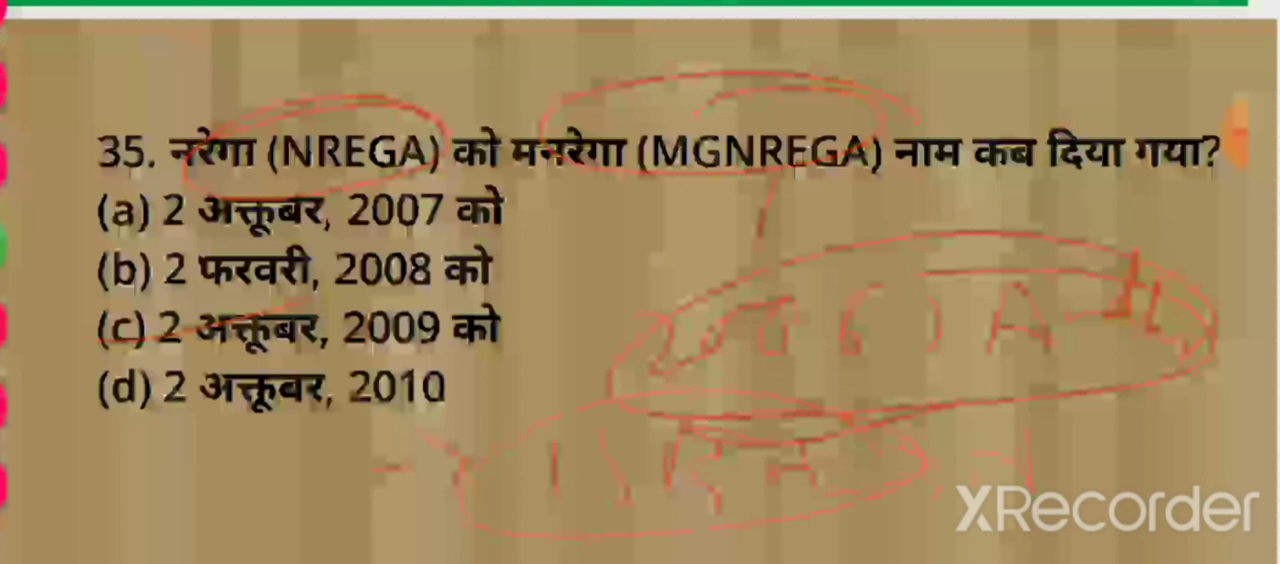 35. नरेगा (NREGA) को मनरेगा (MGNREGA) नाम कब दिया गया?
(a) 2 अक्तूबर, 2007 को
(b) 2 फरवरी, 2008 को
(c) 2 अक्तूबर, 2009 को
(d) 2 अक्तूबर, 2010
XRecorder